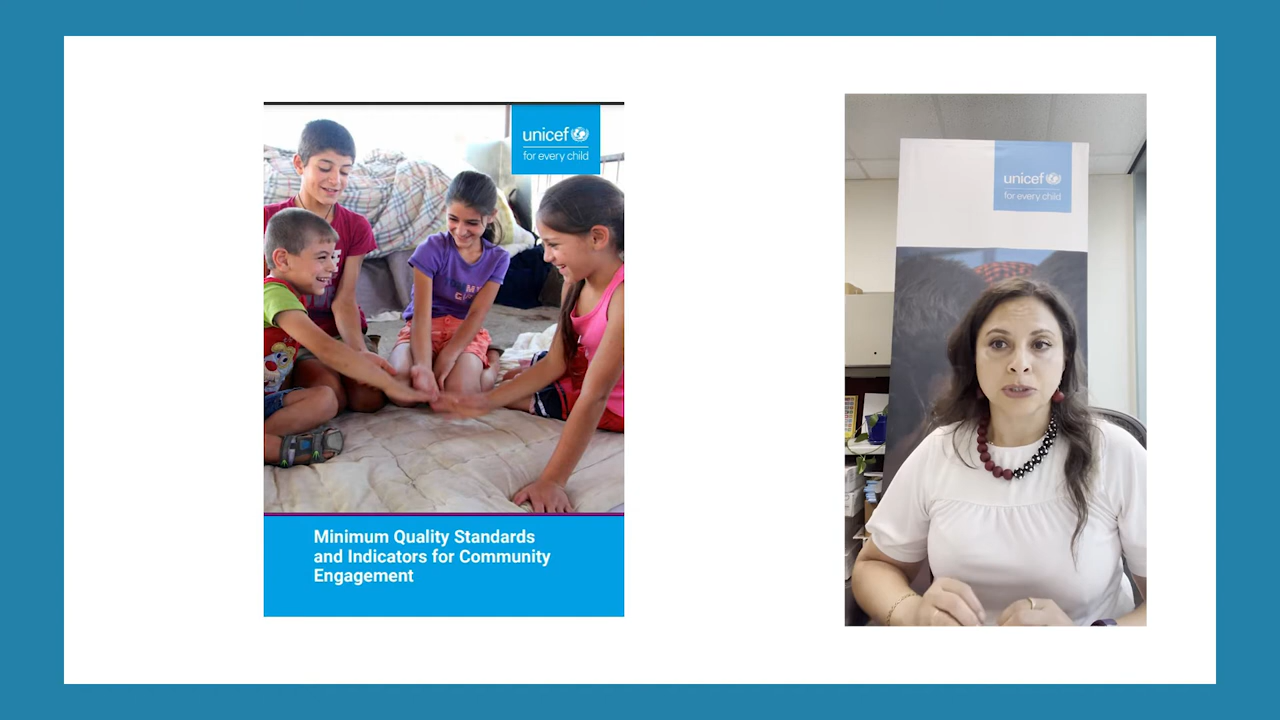 unicef
for every child
Minimum Quality Standards
and Indicators for Community
Engagement
unicef
for every child